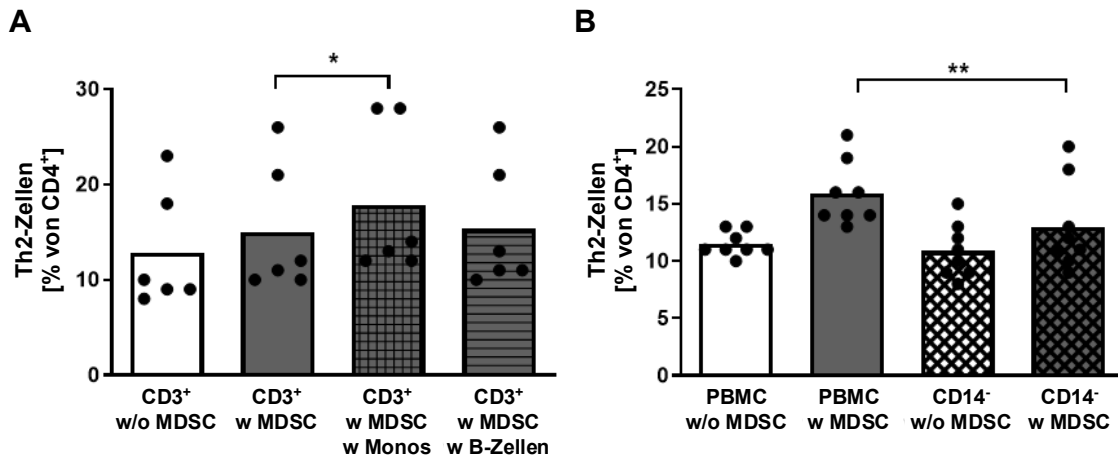 A
Th2-Zellen
[% von CD4⁺]
30
20
10
0
*
CD3⁺
w/o MDSC
CD3⁺
w MDSC
CD3⁺
w MDSC
w Monos
CD3⁺
w MDSC
w B-Zellen
B
Th2-Zellen
[% von CD4⁺]
25
20
15
10
5
0
**
PBMC
w/o MDSC
PBMC
w MDSC
CD14⁻
w/o MDSC
CD14⁻
w MDSC